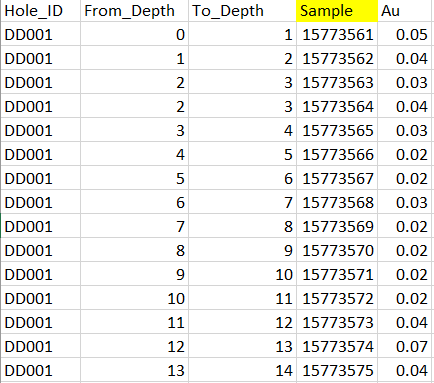 Hole_ID From_Depth To_Depth Sample Au
DD001 0 1 15773561 0.05
DD001 1 2 15773562 0.04
DD001 2 3 15773563 0.03
DD001 2 3 15773564 0.04
DD001 3 4 15773565 0.03
DD001 4 5 15773566 0.02
DD001 5 6 15773567 0.02
DD001 6 7 15773568 0.03
DD001 7 8 15773569 0.02
DD001 8 9 15773570 0.02
DD001 9 10 15773571 0.02
DD001 10 11 15773572 0.02
DD001 11 12 15773573 0.04
DD001 12 13 15773574 0.07
DD001 13 14 15773575 0.04